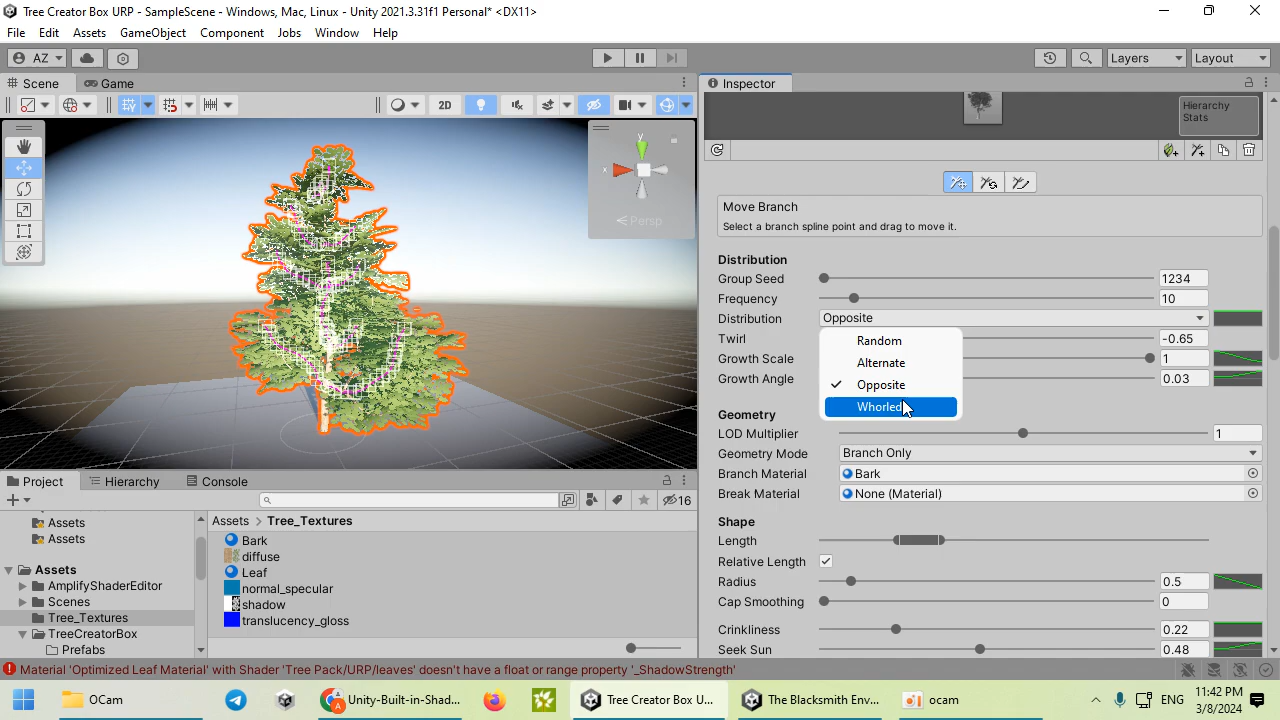 Tree Creator Box URP - SampleScene - Windows, Mac, Linux - Unity 2021.3.31f1 Personal* <DX11>
File Edit Assets GameObject Component Jobs Window Help
AZ
Layers
Layout
Scene
Game
2D
y
x
Persp
Inspector
Hierarchy
Stats
Move Branch
Select a branch spline point and drag to move it.
Distribution
Group Seed 1234
Frequency 10
Distribution Opposite
Random
Alternate
Opposite
Whorled
Twirl -0.65
Growth Scale 1
Growth Angle 0.03
Geometry
LOD Multiplier 1
Geometry Mode Branch Only
Branch Material Bark
Break Material None (Material)
Shape
Length
Relative Length
Radius 0.5
Cap Smoothing 0
Crinkliness 0.22
Seek Sun 0.48
Project
Hierarchy
Console
16
Assets
Assets
Assets
AmplifyShaderEditor
Scenes
Tree_Textures
TreeCreatorBox
Prefabs
Assets > Tree_Textures
Bark
diffuse
Leaf
normal_specular
shadow
translucency_gloss
Material 'Optimized Leaf Material' with Shader 'Tree Pack/URP/leaves' doesn't have a float or range property '_ShadowStrength'
OCam
Unity-Built-in-Shad...
Tree Creator Box U...
The Blacksmith Env...
ocam
ENG
11:42 PM
3/8/2024